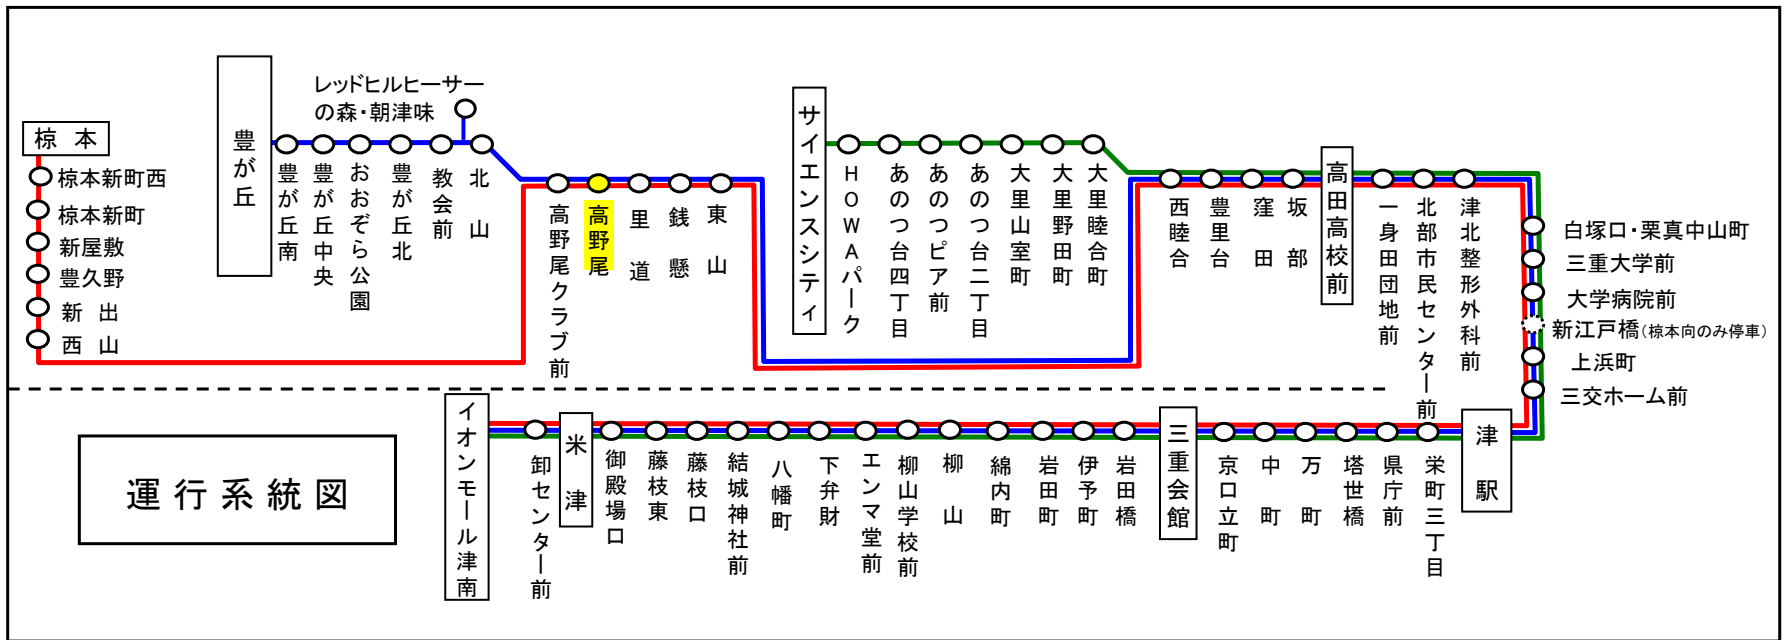 椋本
椋本新町西
椋本新町
新屋敷
豊久野
新出
西山
豊が丘
豊が丘南
豊が丘中央
おおぞら公園
豊が丘北
教会前
レッドヒルヒーサー
の森・朝津味
北山
高野尾クラブ前
高野尾
里道
銭懸
東山
サイエンスシティ
HOWAパーク
あのつ台四丁目
あのつピア前
あのつ台二丁目
大里山室町
大里野田町
大里睦合町
西睦合
豊里台
窪田
坂部
高田高校前
一身田団地前
北部市民センター前
津北整形外科前
白塚口・栗真中山町
三重大学前
大学病院前
新江戸橋(椋本向のみ停車)
上浜町
三交ホーム前
運行系統図
イオンモール津南
卸センター前
米津
御殿場口
藤枝東
藤枝口
結城神社前
八幡町
下弁財
エンマ堂前
柳山学校前
柳山
綿内町
岩田町
伊予町
岩田橋
三重会館
京口立町
中町
万町
塔世橋
県庁前
栄町三丁目
津駅